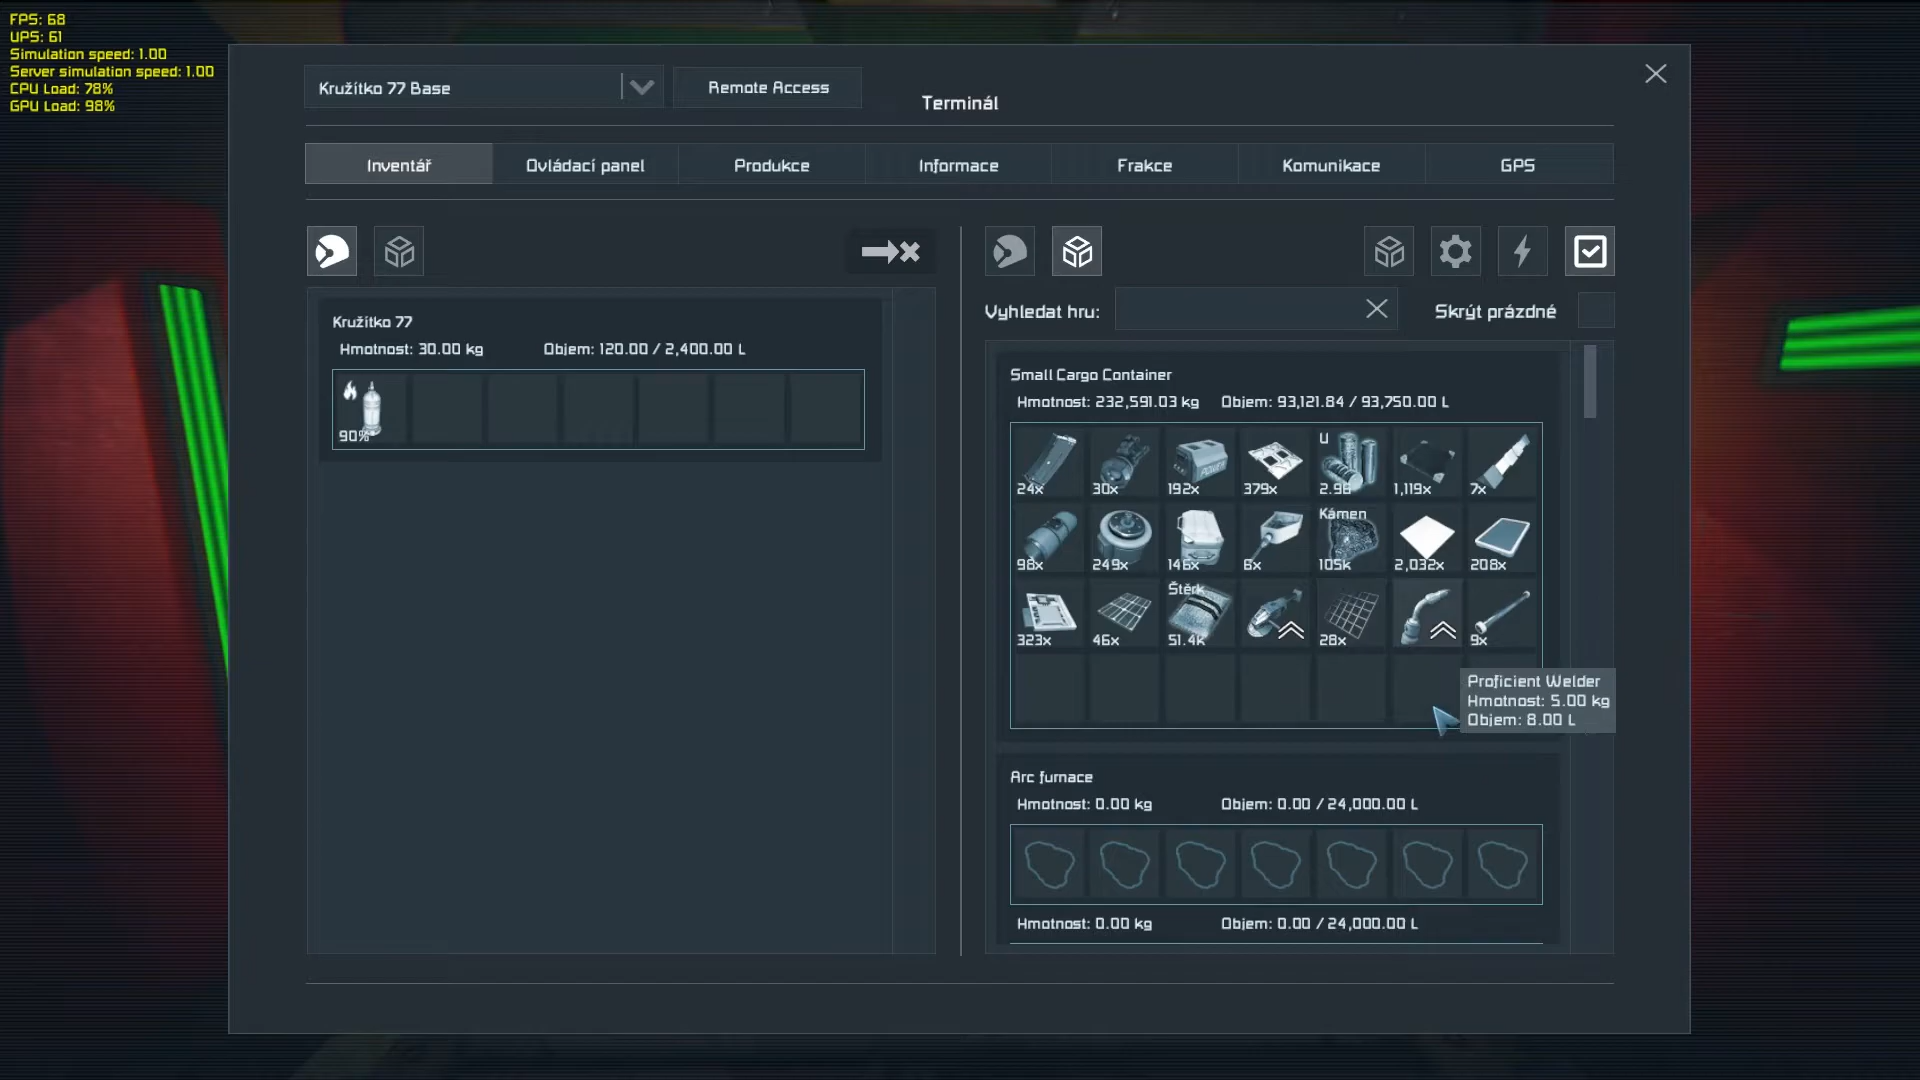 FPS: 68
UPS: 61
Simulation speed: 1.00
Server simulation speed: 1.00
CPU Load: 78%
GPU Load: 98%
Kružítko 77 Base
Remote Access
Terminál
Inventář
Ovládací panel
Produkce
Informace
Frakce
Komunikace
GPS
Vyhledat hru:
Skrýt prázdné
Kružítko 77
Hmotnost: 30.00 kg
Objem: 120.00 / 2,400.00 L
90%
Small Cargo Container
Hmotnost: 232,591.03 kg
Objem: 93,121.84 / 93,750.00 L
U
24x
30x
POWER
192x
379x
1,119x
7x
Kámen
98x
249x
146x
6x
105k
2,032x
208x
Štěrk
323x
46x
51.4k
28x
9x
Proficient Welder
Hmotnost: 5.00 kg
Objem: 8.00 L
Arc furnace
Hmotnost: 0.00 kg
Objem: 0.00 / 24,000.00 L
Hmotnost: 0.00 kg
Objem: 0.00 / 24,000.00 L